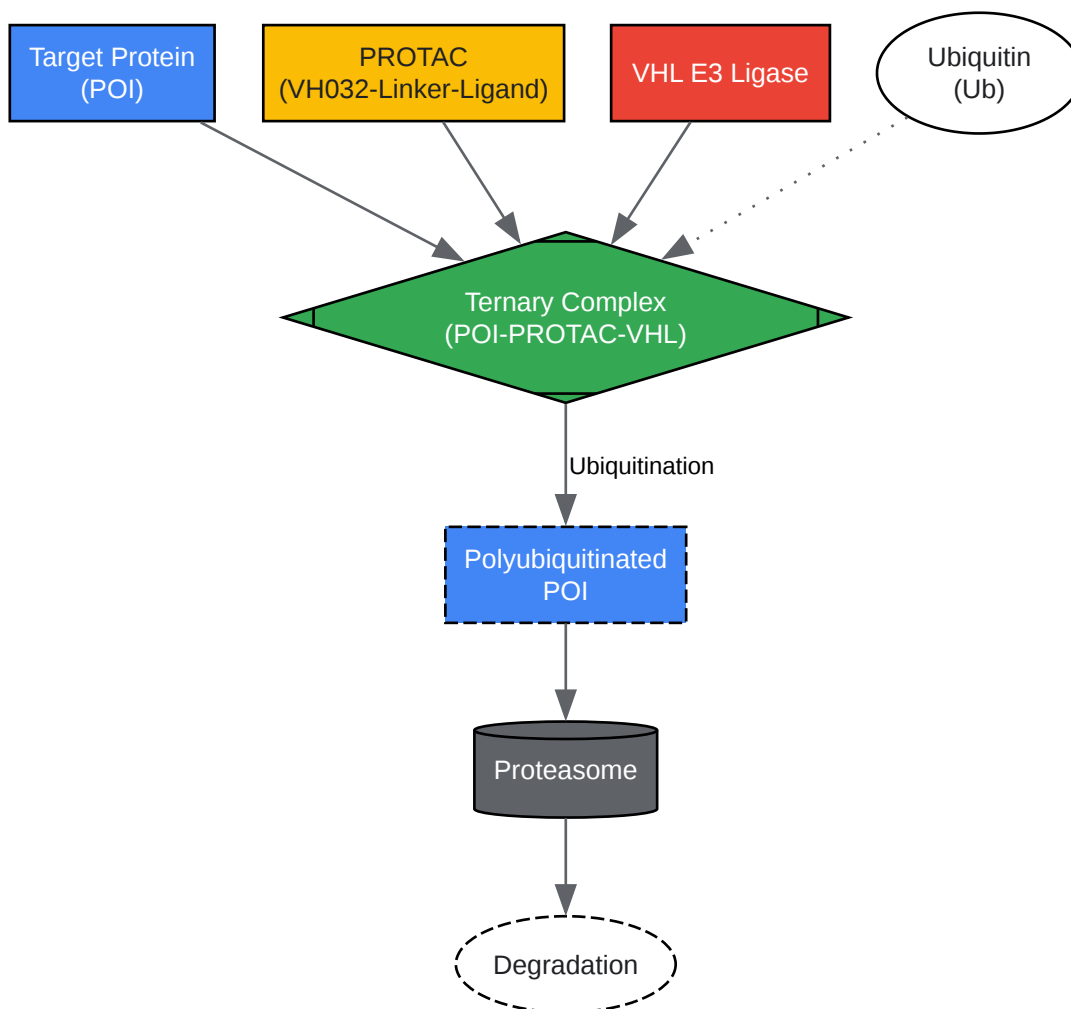 Target Protein
(POI)
PROTAC
(VH032-Linker-Ligand)
VHL E3 Ligase
Ubiquitin
(Ub)
Ternary Complex
(POI-PROTAC-VHL)
Ubiquitination
Polyubiquitinated
POI
Proteasome
Degradation